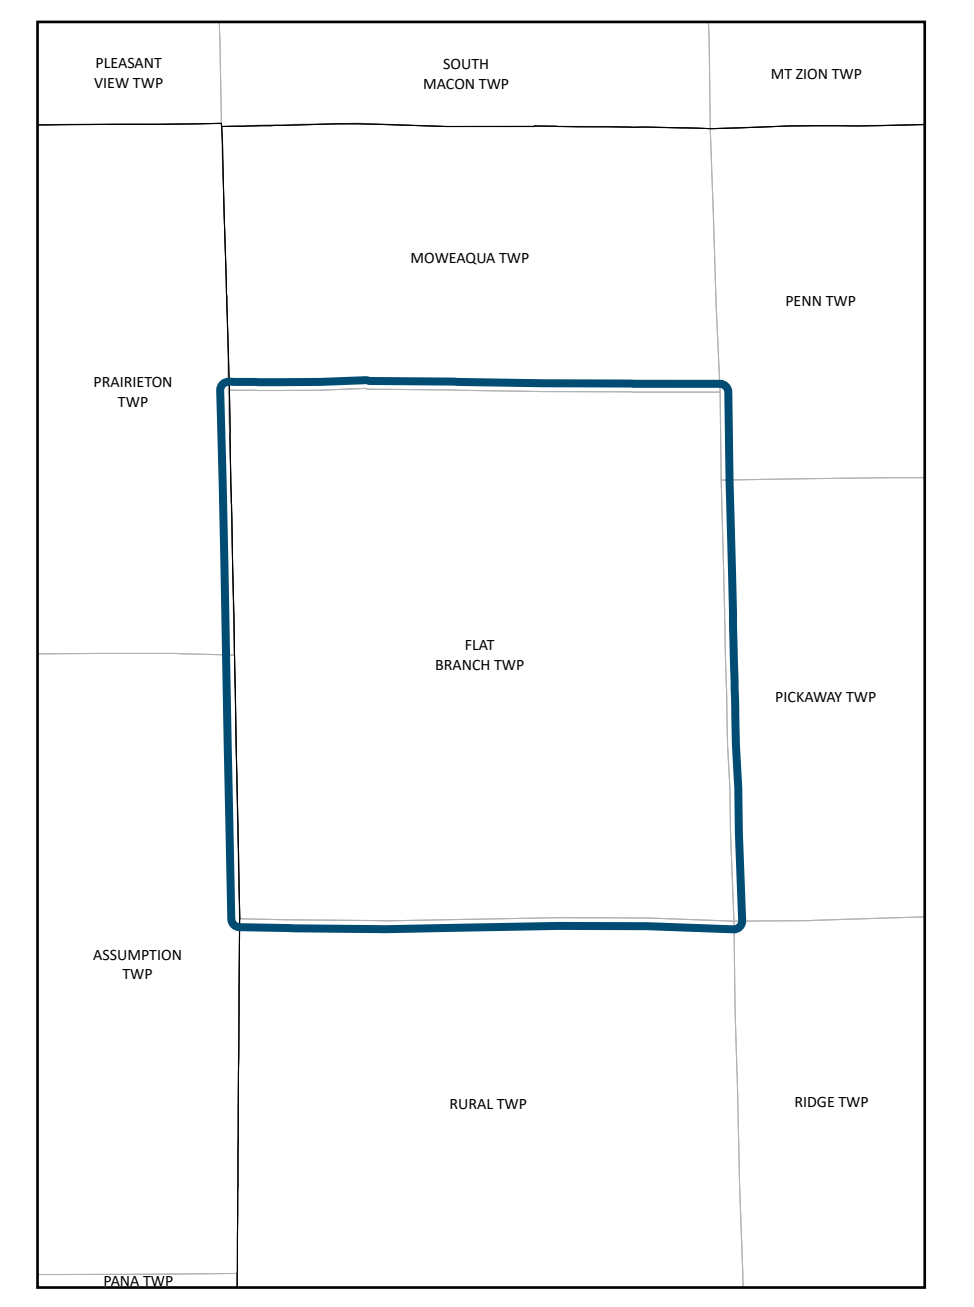 PLEASANT
VIEW TWP
SOUTH
MACON TWP
MT ZION TWP
MOWEAQUA TWP
PENN TWP
PRAIRIETON
TWP
FLAT
BRANCH TWP
PICKAWAY TWP
ASSUMPTION
TWP
RURAL TWP
RIDGE TWP
PANA TWP